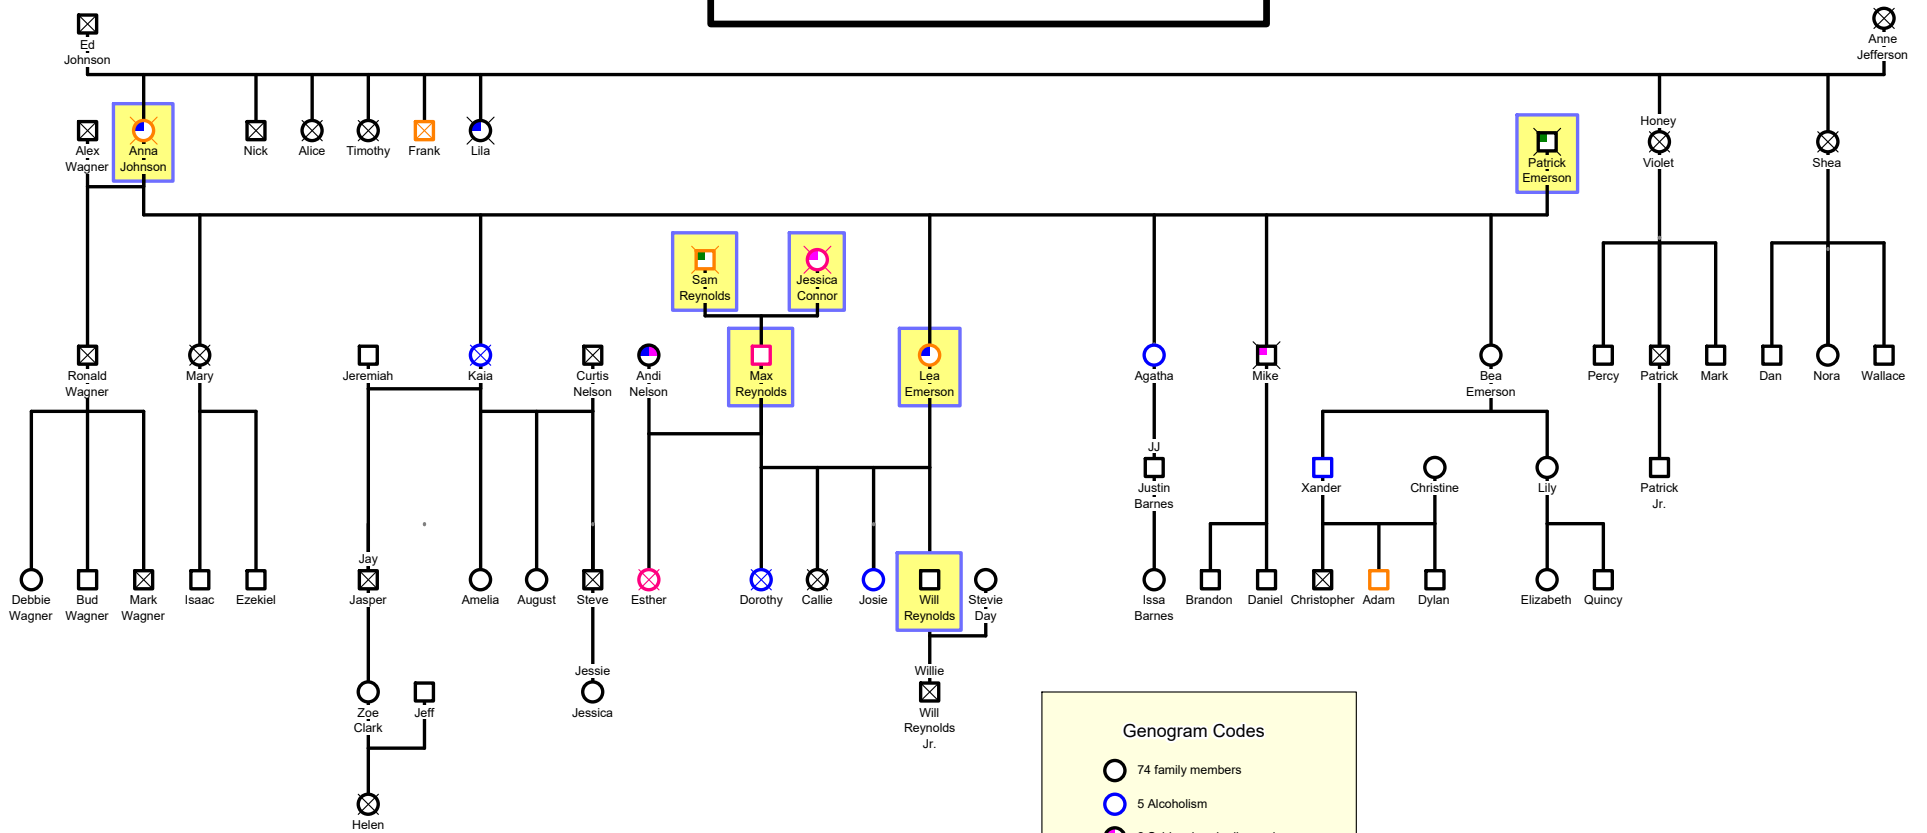 Ed
Johnson
Anne
Jefferson
Alex
Wagner
Anna
Johnson
Nick
Alice
Timothy
Frank
Lila
Patrick
Emerson
Honey
Violet
Shea
Sam
Reynolds
Jessica
Connor
Ronald
Wagner
Mary
Jeremiah
Kaia
Curtis
Nelson
Andi
Nelson
Max
Reynolds
Lea
Emerson
Agatha
Mike
Bea
Emerson
Percy
Patrick
Mark
Dan
Nora
Wallace
JJ
Justin
Barnes
Xander
Christine
Lily
Patrick
Jr.
Debbie
Wagner
Bud
Wagner
Mark
Wagner
Isaac
Ezekiel
Jay
Jasper
Amelia
August
Steve
Esther
Dorothy
Callie
Josie
Will
Reynolds
Stevie
Day
Issa
Barnes
Brandon
Daniel
Christopher
Adam
Dylan
Elizabeth
Quincy
Zoe
Clark
Jeff
Jessie
Jessica
Willie
Will
Reynolds
Jr.
Helen
Genogram Codes
74 family members
5 Alcoholism